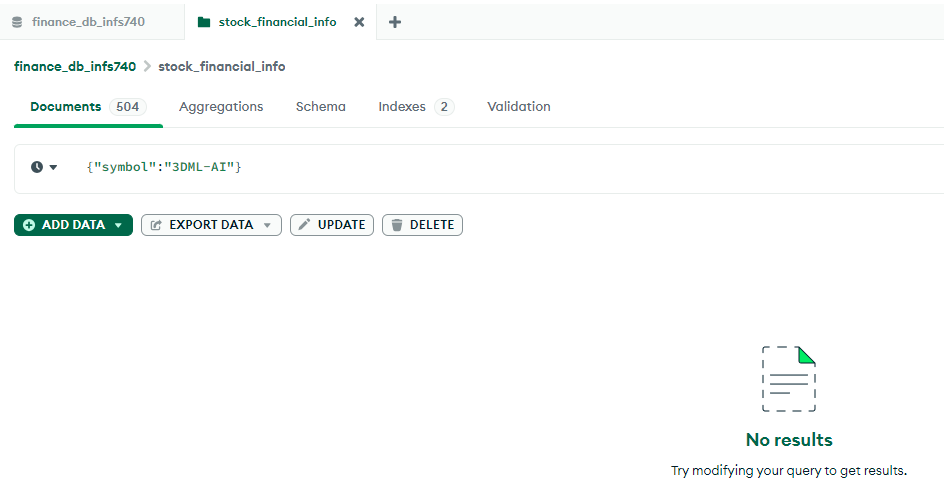 finance_db_infs740 stock_financial_info
finance_db_infs740 > stock_financial_info
Documents 504 Aggregations Schema Indexes 2 Validation
{"symbol":"3DML-AI"}
ADD DATA EXPORT DATA UPDATE DELETE
No results
Try modifying your query to get results.